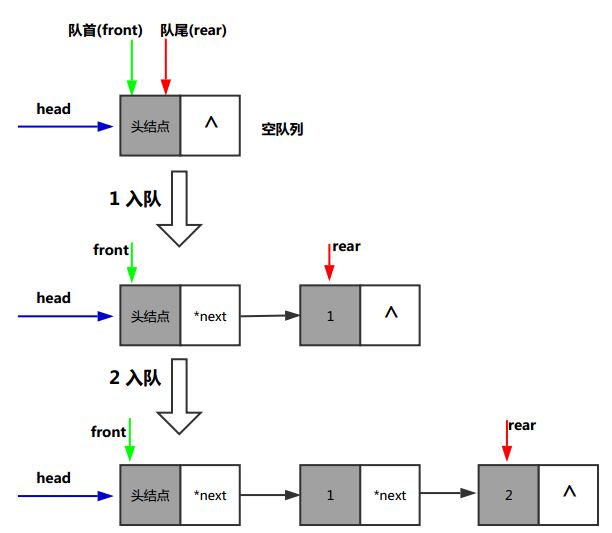 队首(front) 队尾(rear)
head
头结点 ^
空队列
1 入队
front
rear
head
头结点 *next
1 ^
2 入队
front
rear
head
头结点 *next
1 *next
2 ^